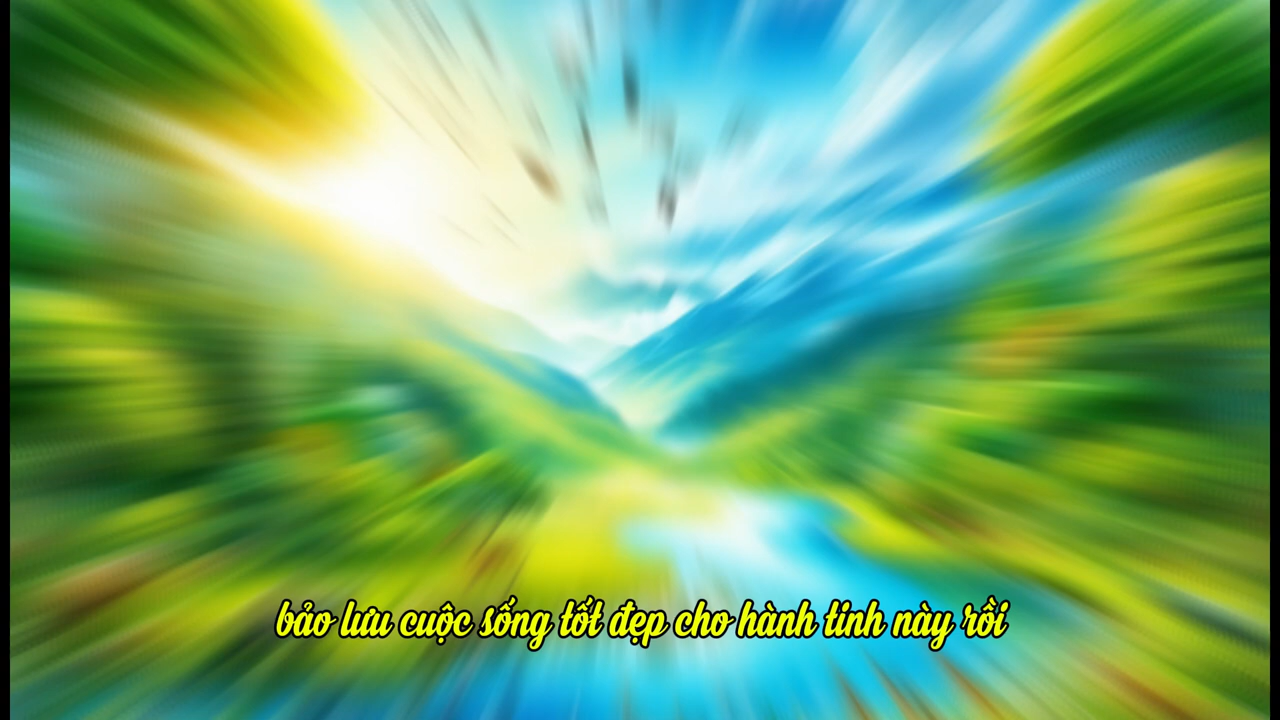 bảo lưu cuộc sống tốt đẹp cho hành tinh này rồi